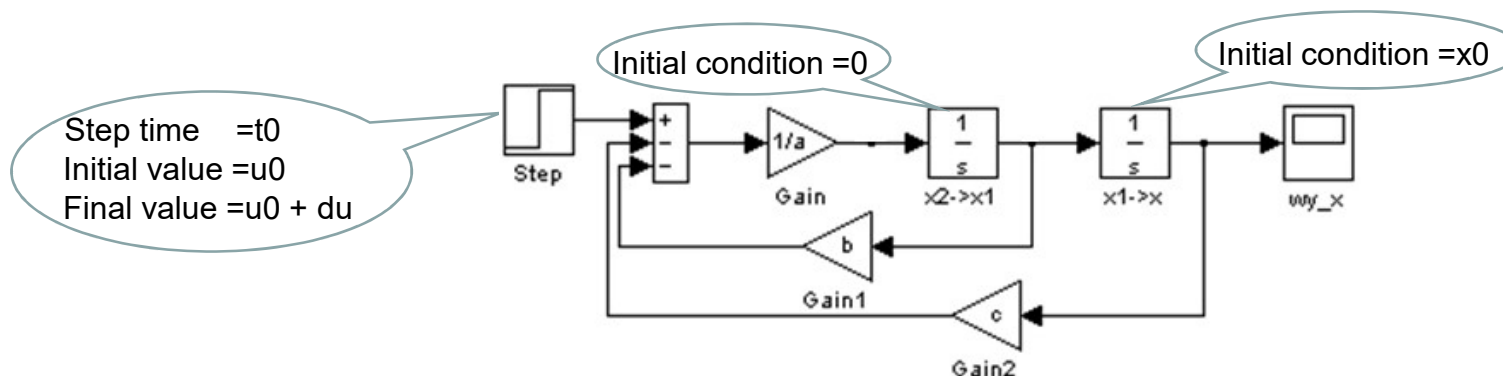 Initial condition =0
Initial condition =x0
Step time    =t0
Initial value =u0
Final value =u0 + du
Step
+
−
−
1/a
Gain
1
s
x2->x1
1
s
x1->x
wy_x
b
Gain1
c
Gain2